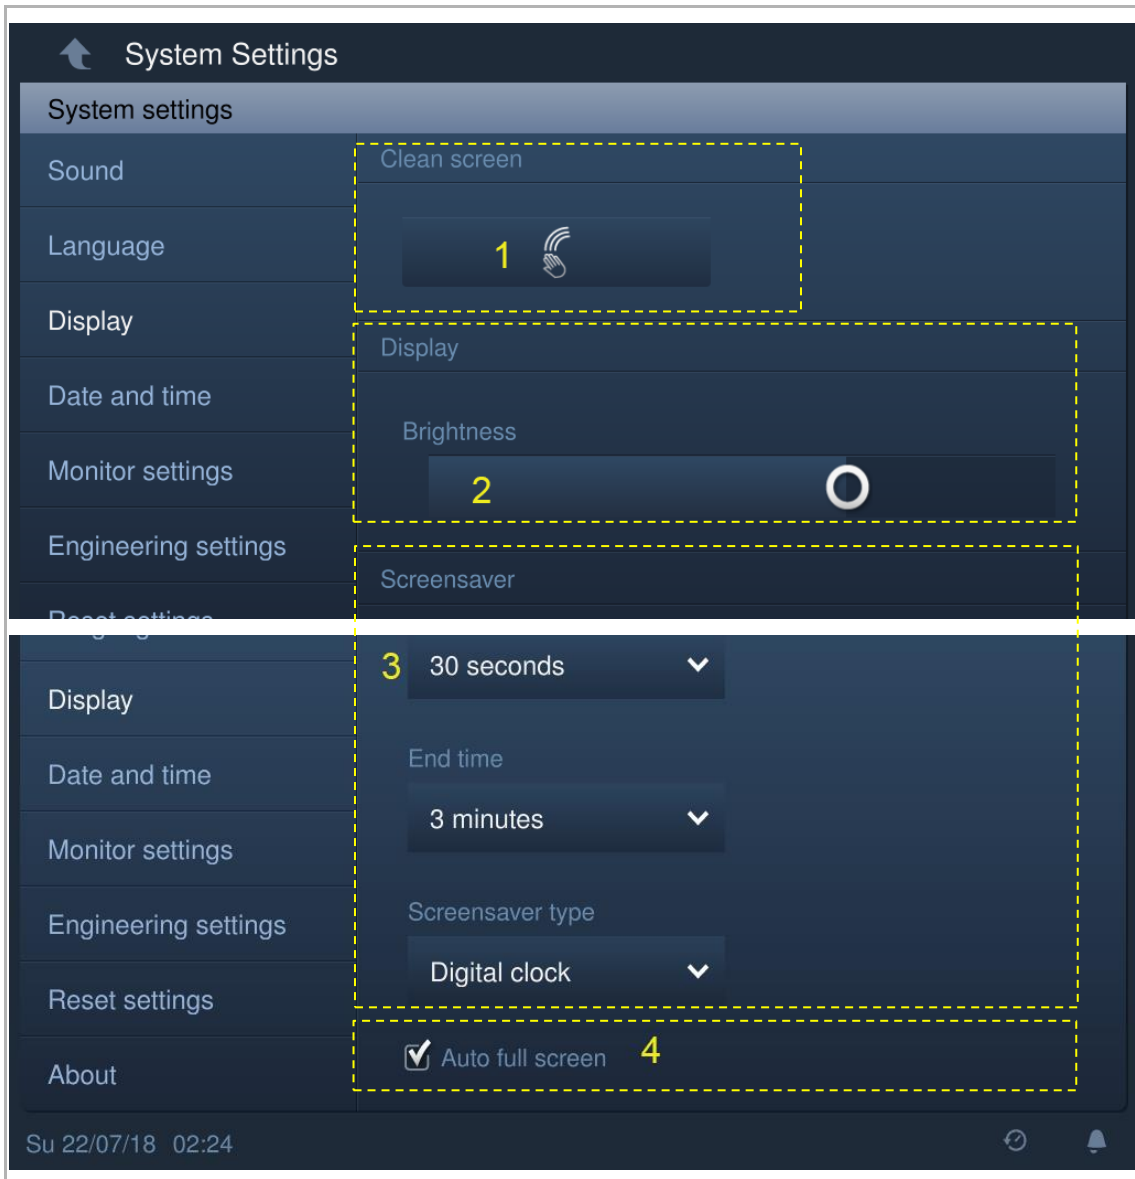 System Settings
System settings
Sound
Language
Display
Date and time
Monitor settings
Engineering settings
Reset settings
Clean screen
1
Display
Brightness
2
Screensaver
Display
Date and time
Monitor settings
Engineering settings
Reset settings
About
3 30 seconds
End time
3 minutes
Screensaver type
Digital clock
Auto full screen 4
Su 22/07/18 02:24